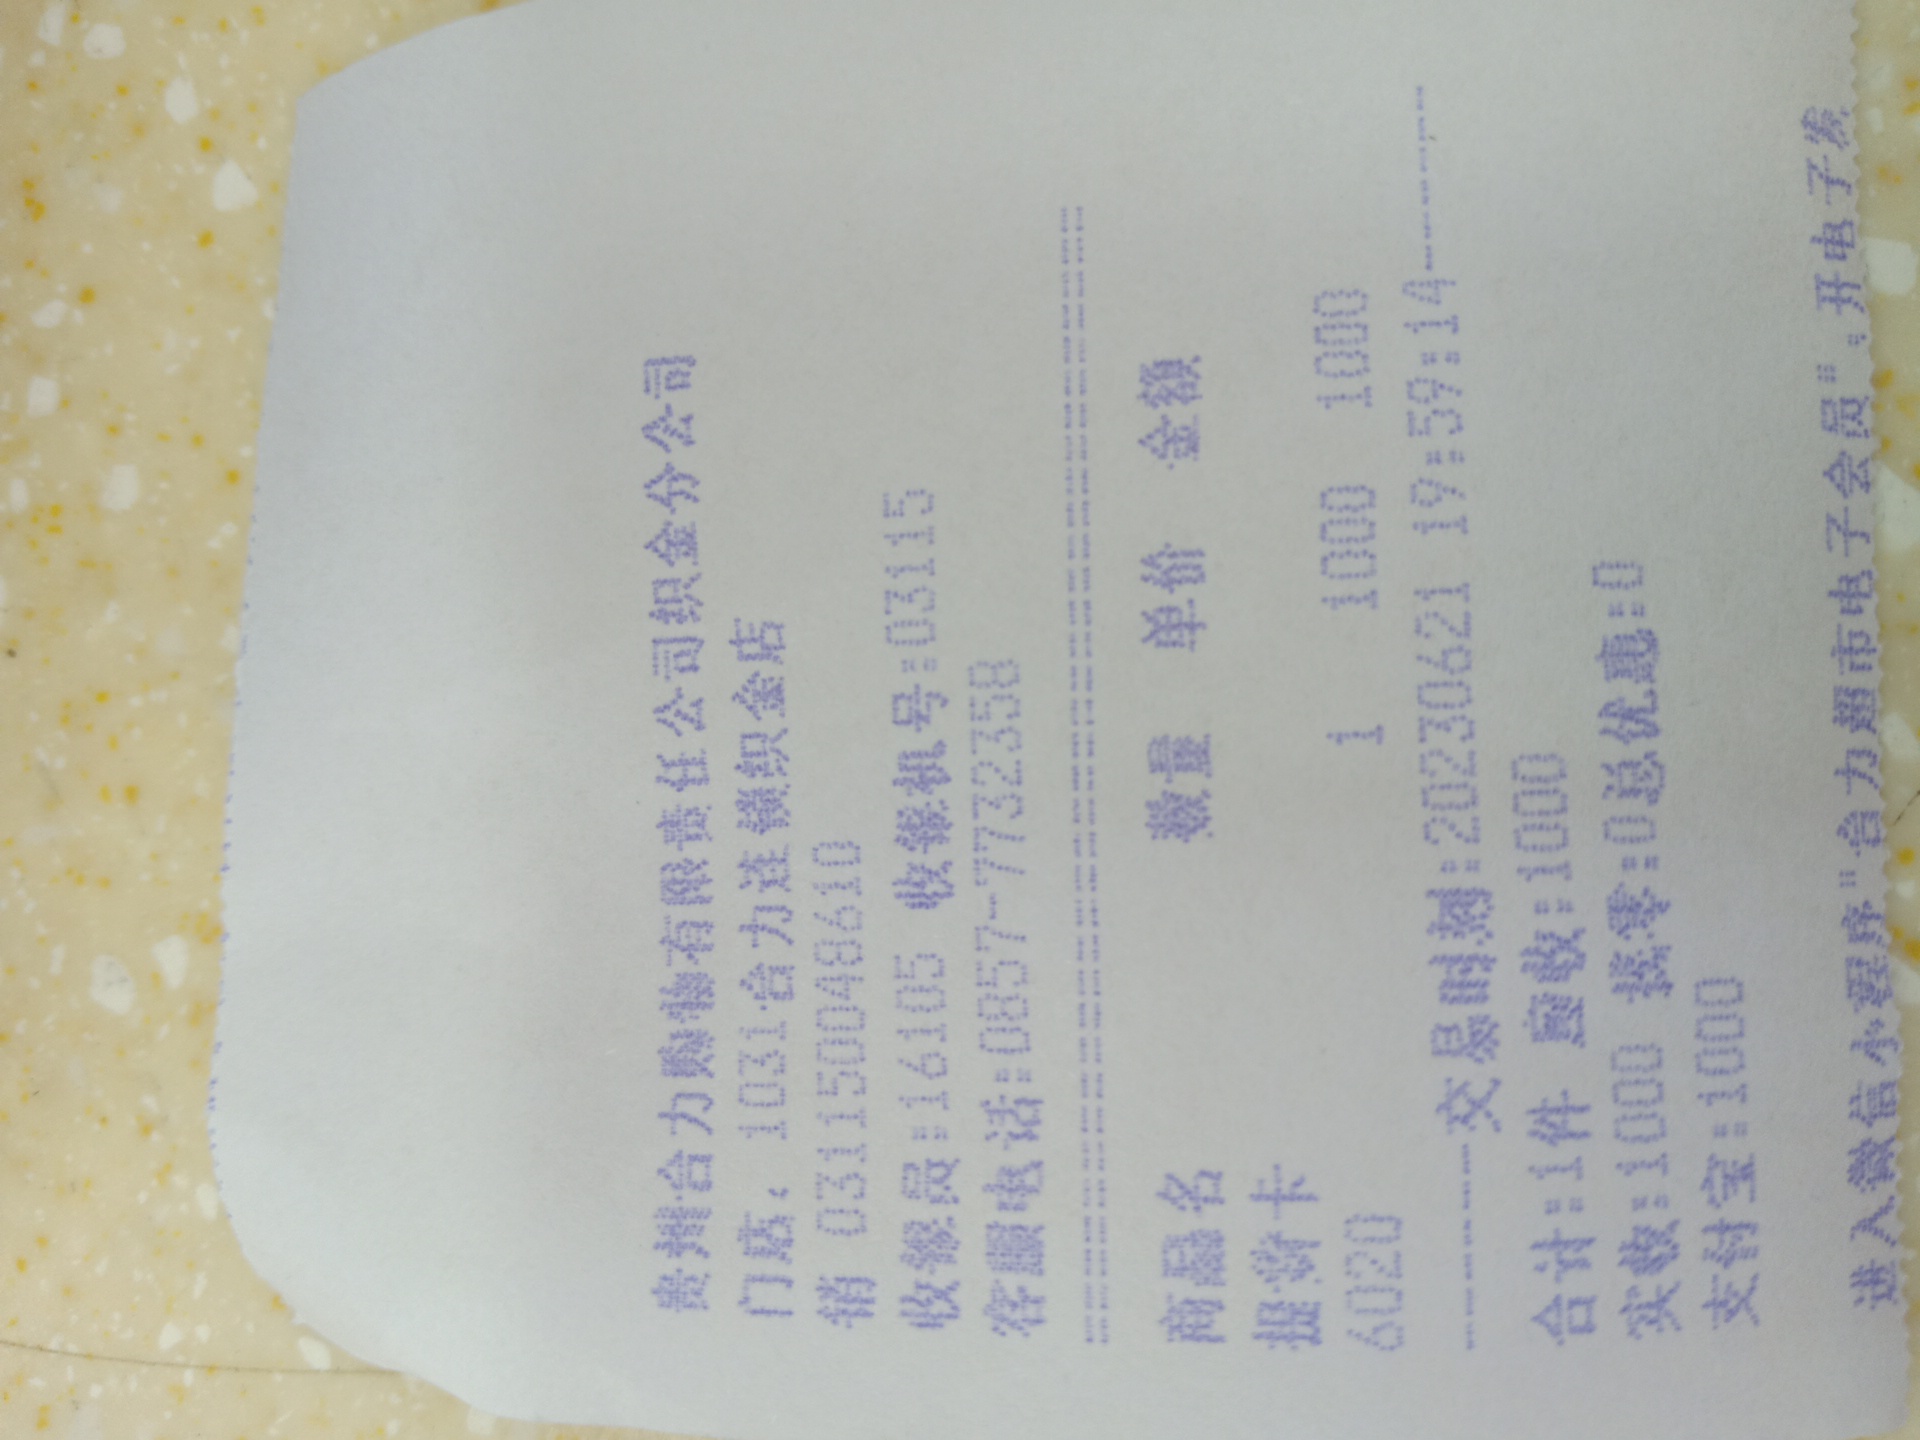 贵州合力购物有限责任公司织金分公司
门店、1031合力连锁织金店
销 031150048610
收银员:16105 收银机号:03115
客服电话:0857-7732358
==========================================
商品名 数量 单价 金额
提货卡
6020 1 1000 1000
----------交易时间:20230621 19:59:14----------
合计:1件 应收:1000
实收:1000 找零:0总优惠:0
支付宝:1000
进入微信小程序"合力超市电子会员",开电子发